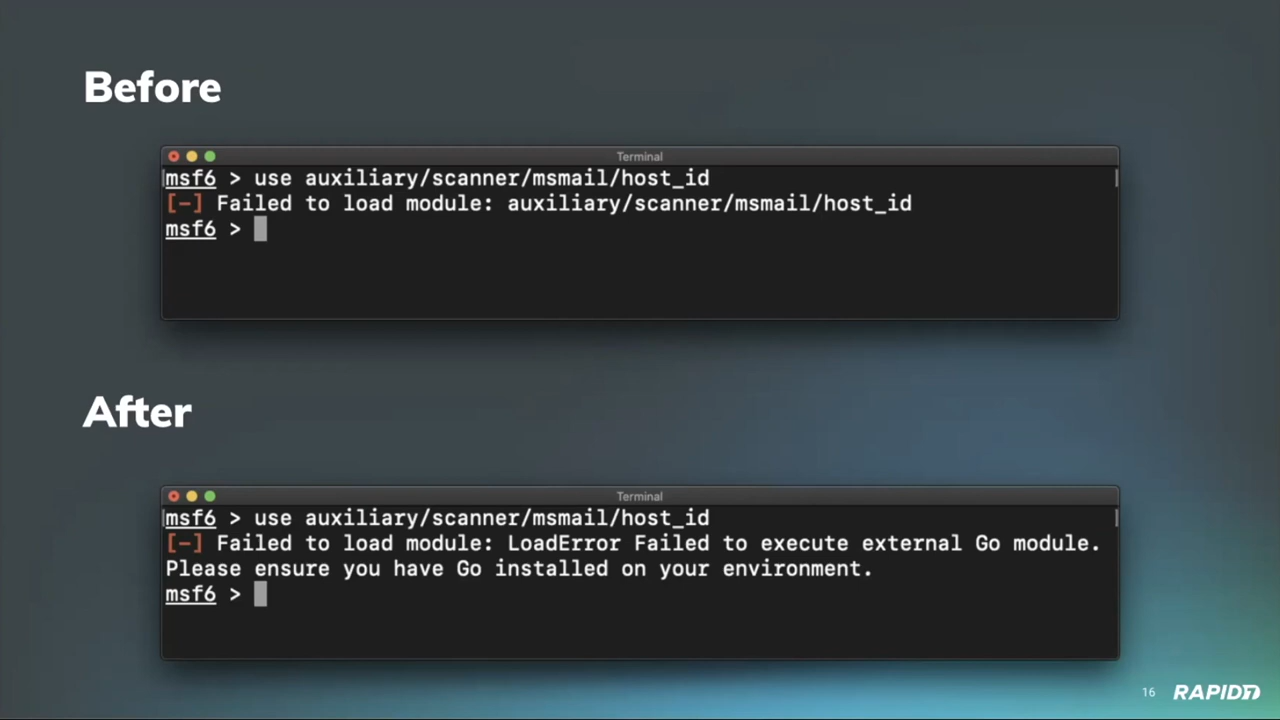 Before
Terminal
msf6 > use auxiliary/scanner/msmail/host_id
[-] Failed to load module: auxiliary/scanner/msmail/host_id
msf6 >
After
Terminal
msf6 > use auxiliary/scanner/msmail/host_id
[-] Failed to load module: LoadError Failed to execute external Go module.
Please ensure you have Go installed on your environment.
msf6 >
16 RAPID7